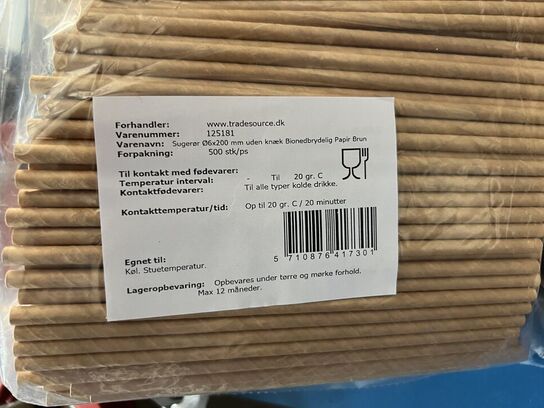 Forhandler: www.tradesource.dk
Varenummer: 125181
Varenavn: Sugerør Ø6x200 mm uden knæk Bionedbrydelig Papir Brun
Forpakning: 500 stk/ps
Til kontakt med fødevarer:
Temperatur interval: - Til 20 gr. C
Kontaktfødevarer: Til alle typer kolde drikke.
Kontakttemperatur/tid: Op til 20 gr. C / 20 minutter
5 710876 417301
Egnet til:
Køl. Stuetemperatur.
Lageropbevaring: Opbevares under tørre og mørke forhold.
Max 12 måneder.